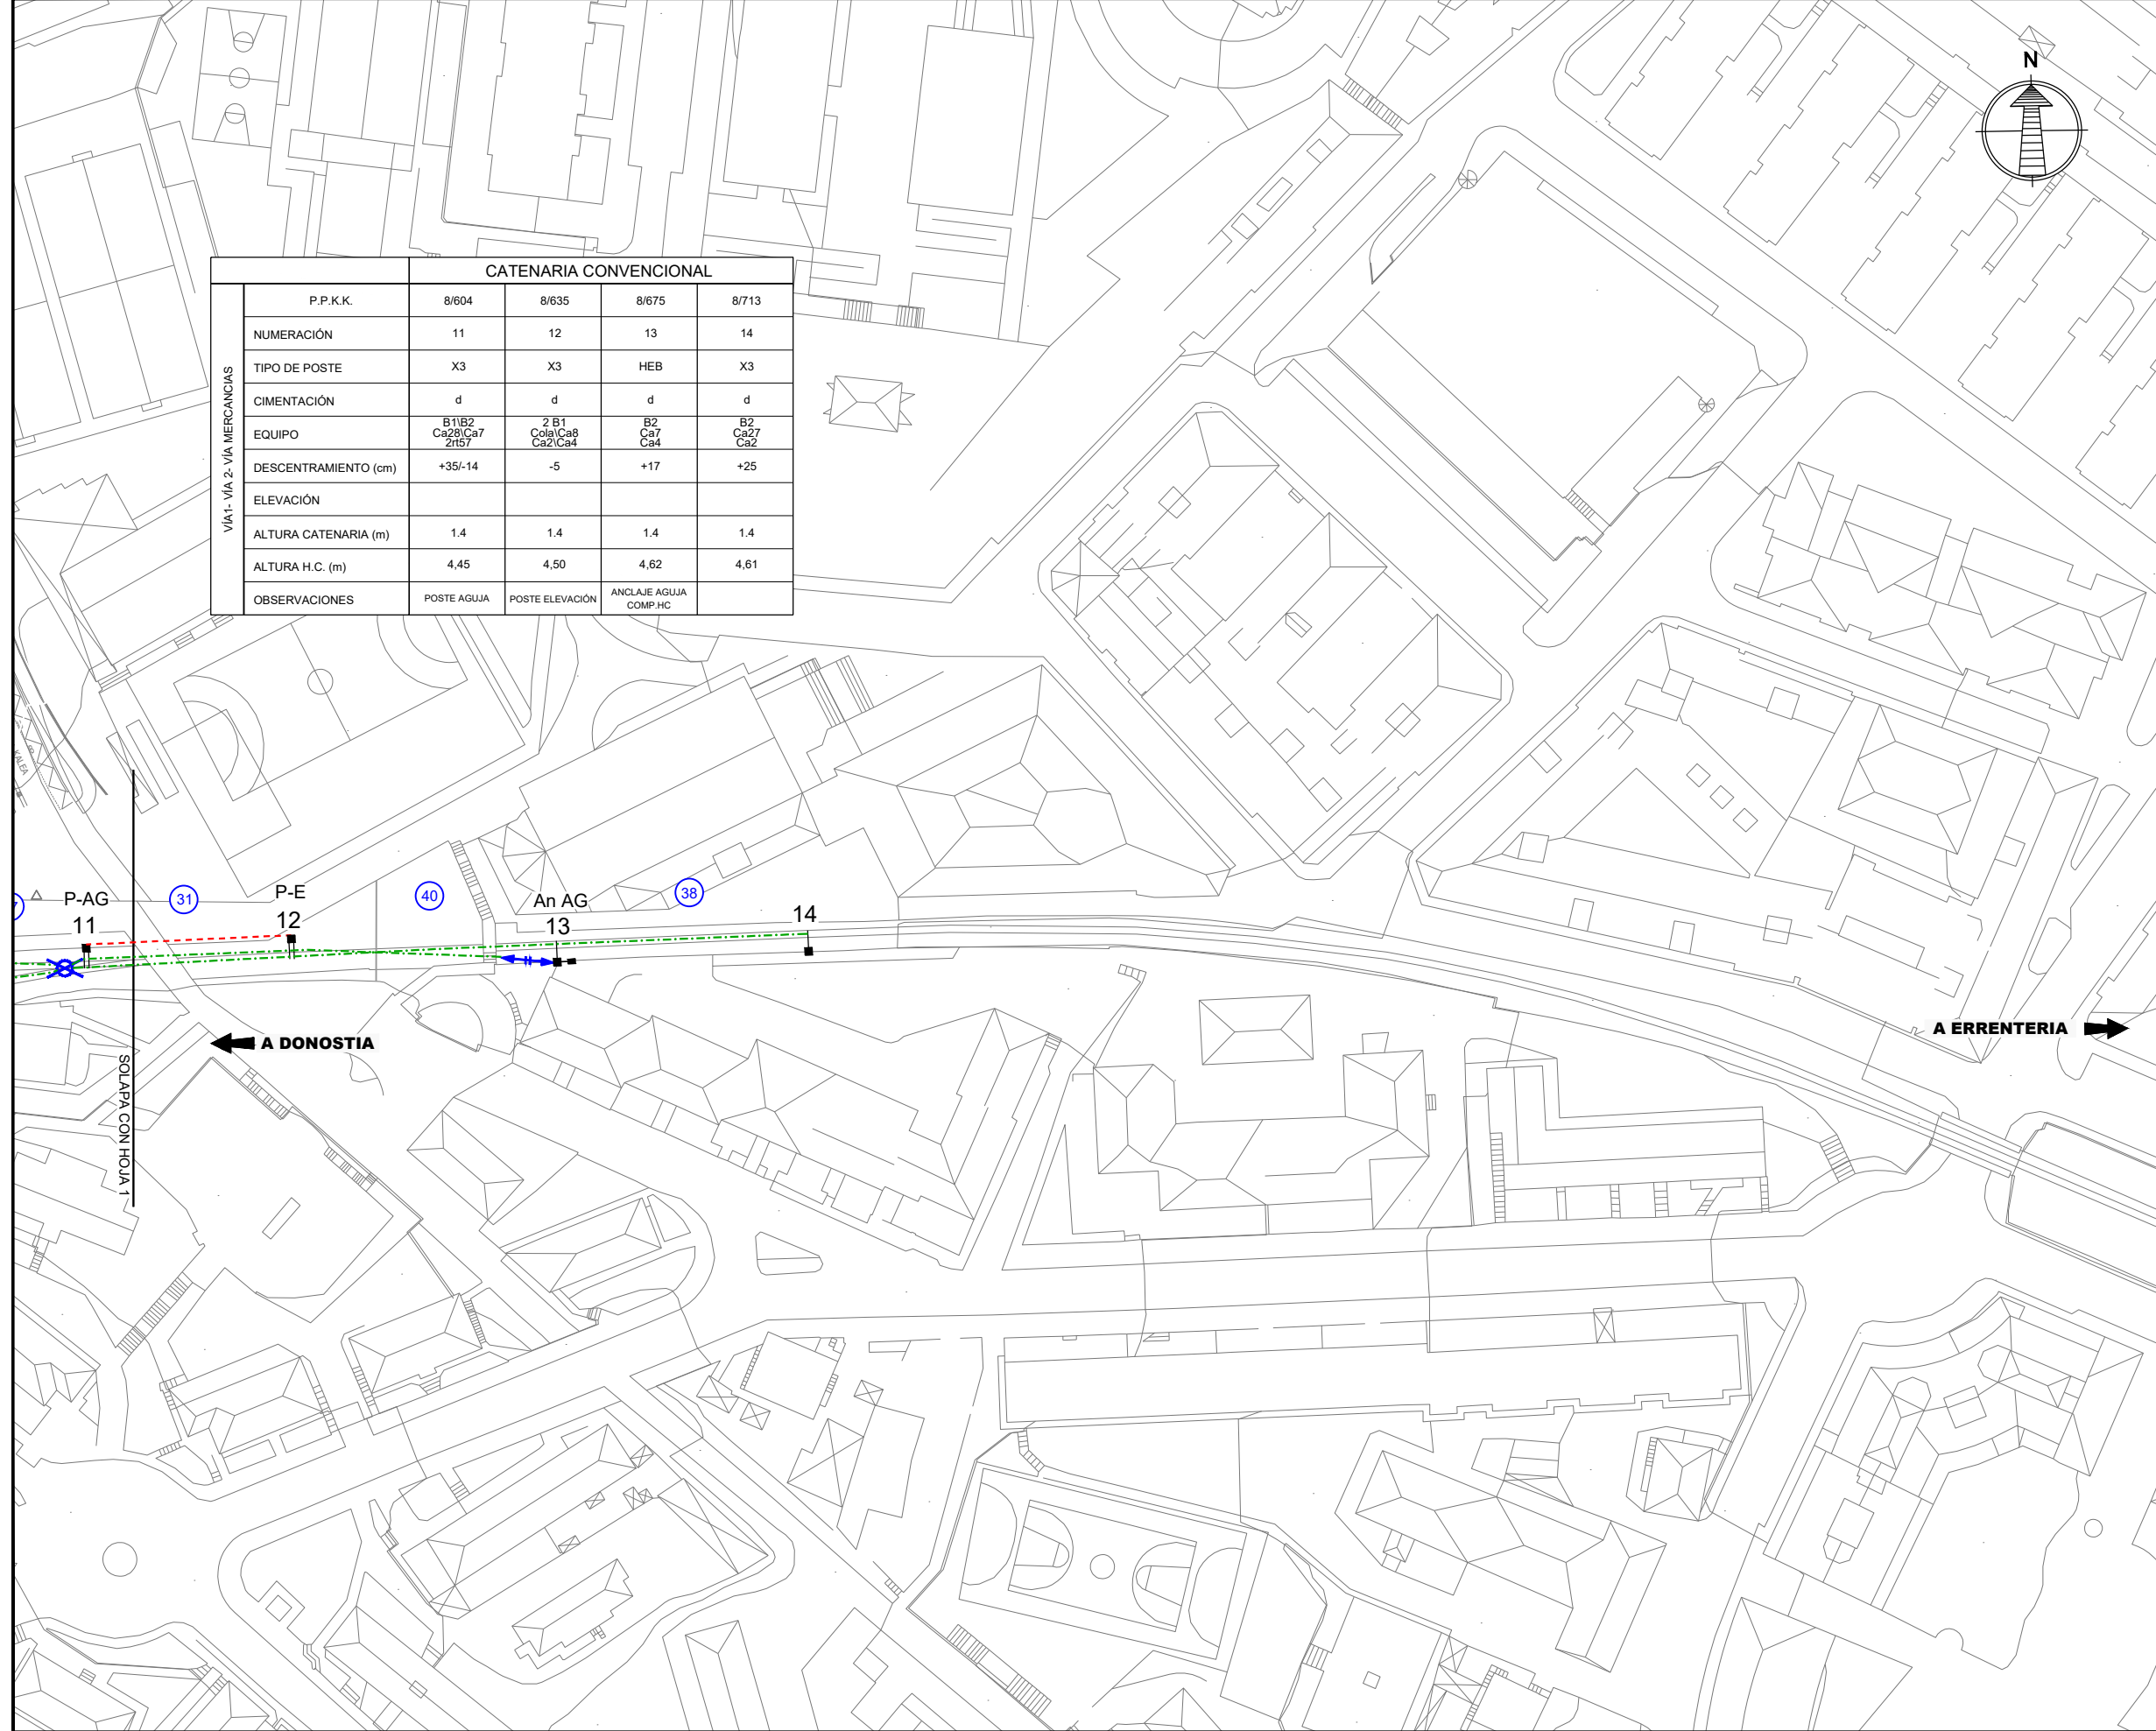 N
CATENARIA CONVENCIONAL
VÍA1- VÍA 2- VÍA MERCANCIAS
P.P.K.K. 8/604 8/635 8/675 8/713
NUMERACIÓN 11 12 13 14
TIPO DE POSTE X3 X3 HEB X3
CIMENTACIÓN d d d d
EQUIPO B1\B2 Ca28\Ca7 2rt57 2 B1 Cola\Ca8 Ca2\Ca4 B2 Ca7 Ca4 B2 Ca27 Ca2
DESCENTRAMIENTO (cm) +35/-14 -5 +17 +25
ELEVACIÓN
ALTURA CATENARIA (m) 1.4 1.4 1.4 1.4
ALTURA H.C. (m) 4,45 4,50 4,62 4,61
OBSERVACIONES POSTE AGUJA POSTE ELEVACIÓN ANCLAJE AGUJA COMP.HC
KALEA
P-AG
11
31
P-E
12
40
An AG
13
38
14
A DONOSTIA
A ERRENTERIA
SOLAPA CON HOJA 1